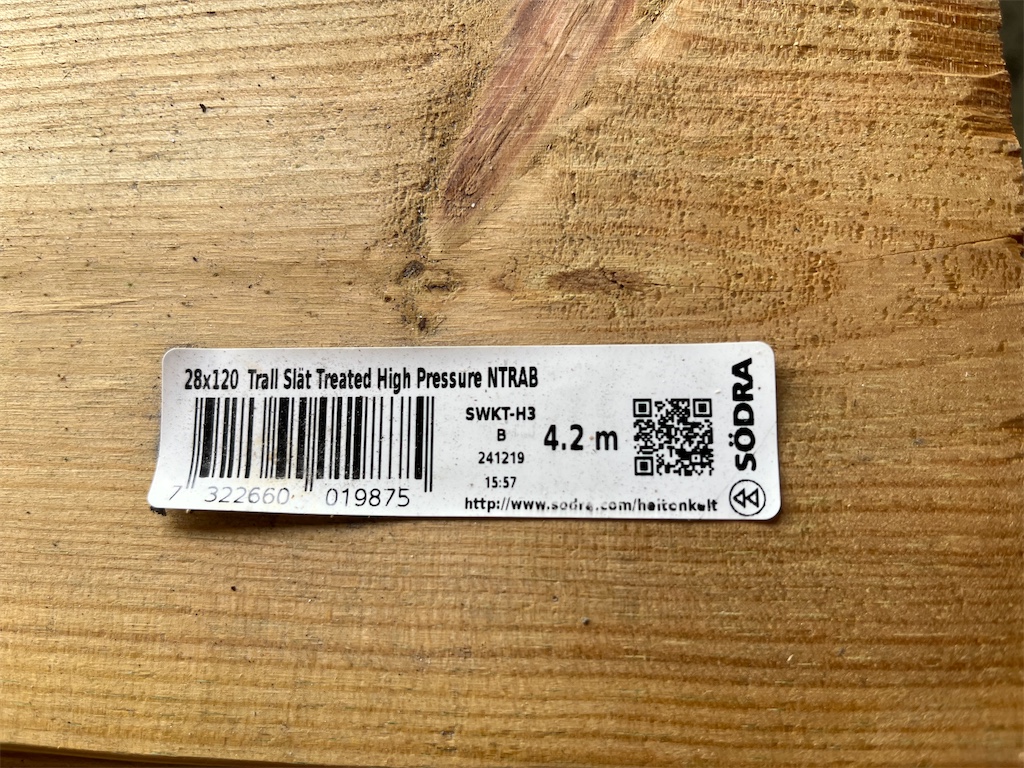 28x120 Trall Slät Treated High Pressure NTRAB
SWKT-H3
B
4.2 m
241219
15:57
7 322660 019875
http://www.sodra.com/heltenkelt
SÖDRA